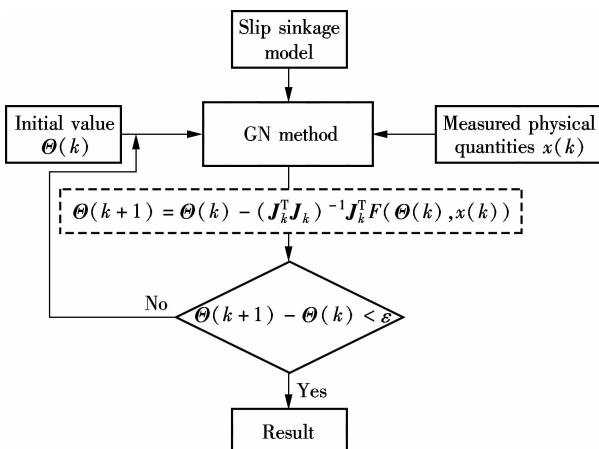 Slip sinkage
model
Initial value
Θ(k)
GN method
Measured physical
quantities x(k)
Θ(k+1) = Θ(k) - (J_k^T J_k)^{-1} J_k^T F(Θ(k), x(k))
No
Θ(k+1) - Θ(k) < ε
Yes
Result